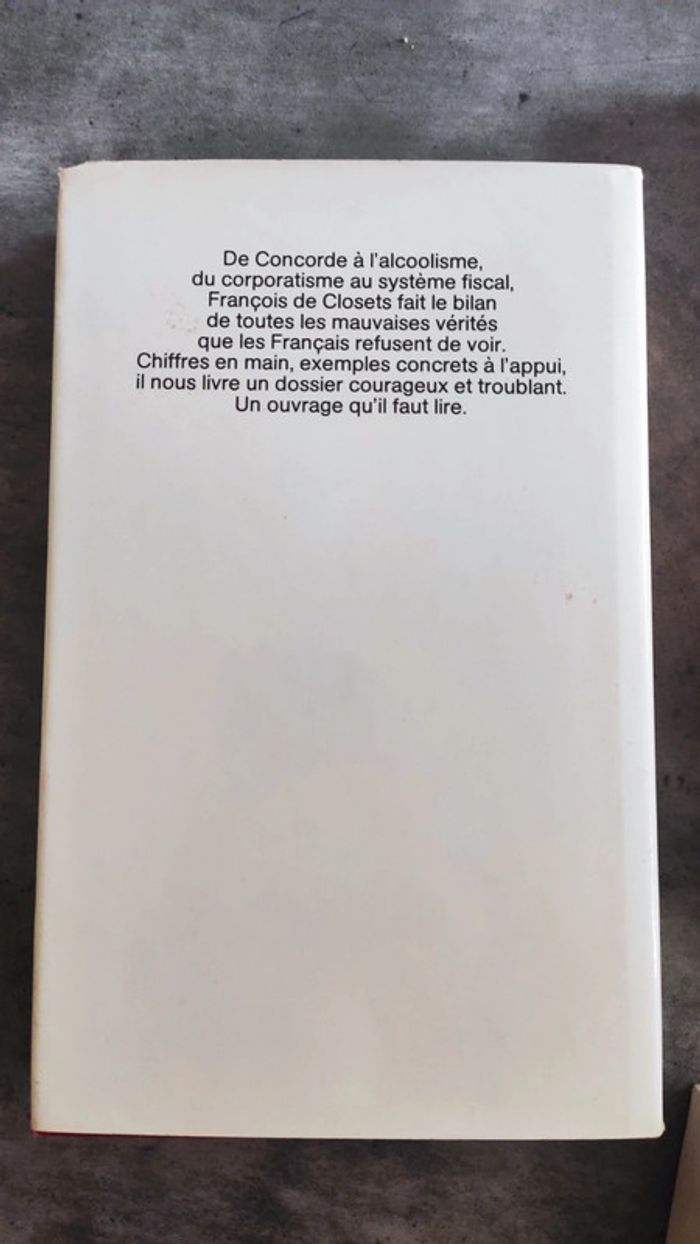 De Concorde à l'alcoolisme,
du corporatisme au système fiscal,
François de Closets fait le bilan
de toutes les mauvaises vérités
que les Français refusent de voir.
Chiffres en main, exemples concrets à l'appui,
il nous livre un dossier courageux et troublant.
Un ouvrage qu'il faut lire.